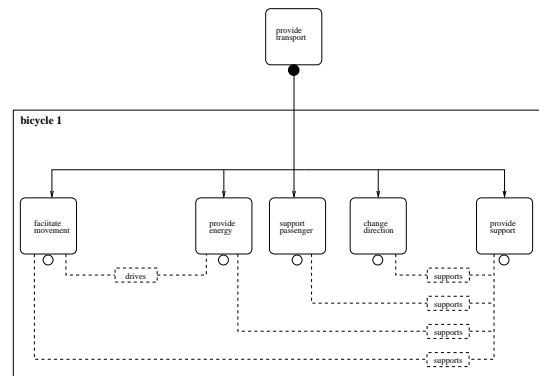 provide
transport
bicycle 1
faciitate
movement
provide
energy
support
passenger
change
direction
provide
support
drives
supports
supports
supports
supports